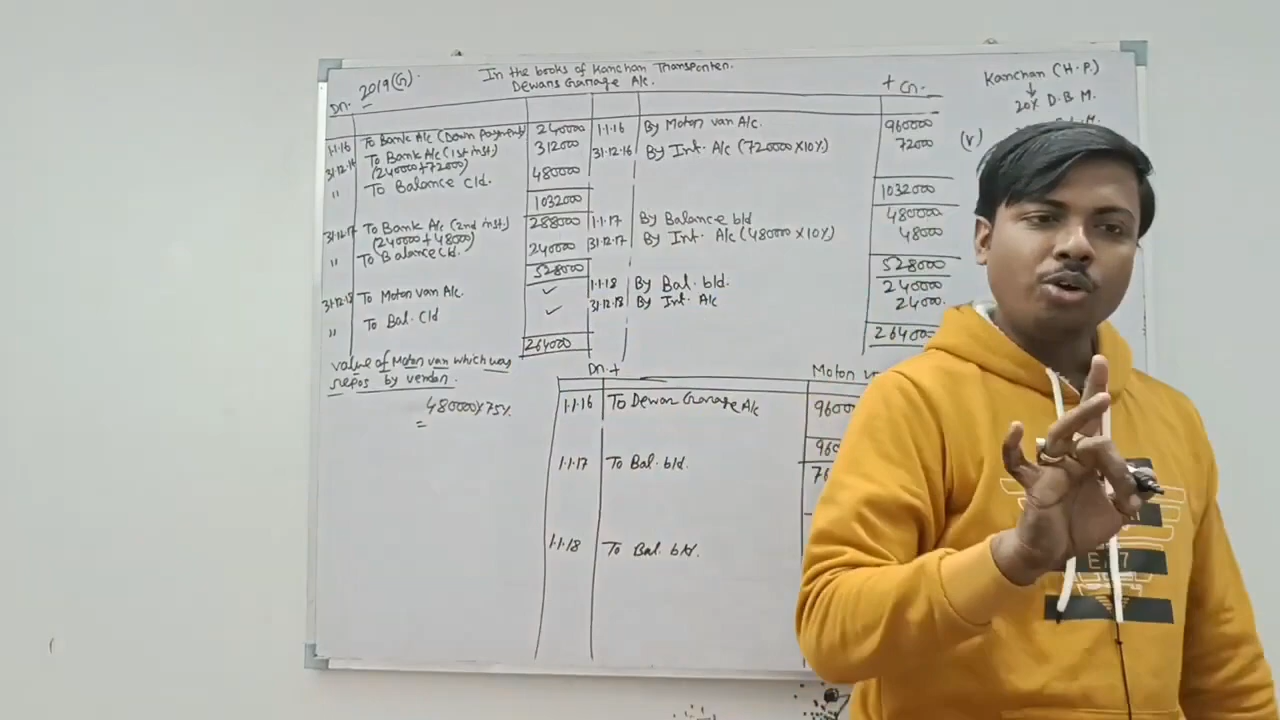 2019(G).
In the books of Kanchan Transporter.
Dewans Garage A/c.
Dr. + Cr.
1.1.16 To Bank A/c (Down Payment) 240000 1.1.16 By Motor van A/c. 960000
31.12.16 To Bank A/c (1st inst) 312000 31.12.16 By Int. A/c (720000 x 10%) 72000
(240000+72000)
" To Balance c/d. 480000
1032000 1032000
31.12.17 To Bank A/c (2nd inst) 288000 1.1.17 By Balance b/d 480000
(240000 + 48000) 31.12.17 By Int. A/c (480000 x 10%) 48000
" To Balance c/d. 240000
528000 528000
31.12.18 To Motor van A/c. ✓ 1.1.18 By Bal. b/d. 240000
" To Bal. c/d ✓ 31.12.18 By Int. A/c 24000.
264000 264000
Kanchan (H.P.)
↓
20% D.B.M.
(v)
value of Motor van which was
repos by vendor.
480000 x 75%
=
Dr. + Motor
1.1.16 To Dewan Garage A/c 9600
960
1.1.17 To Bal. b/d. 76
1.1.18 To Bal. b/d.